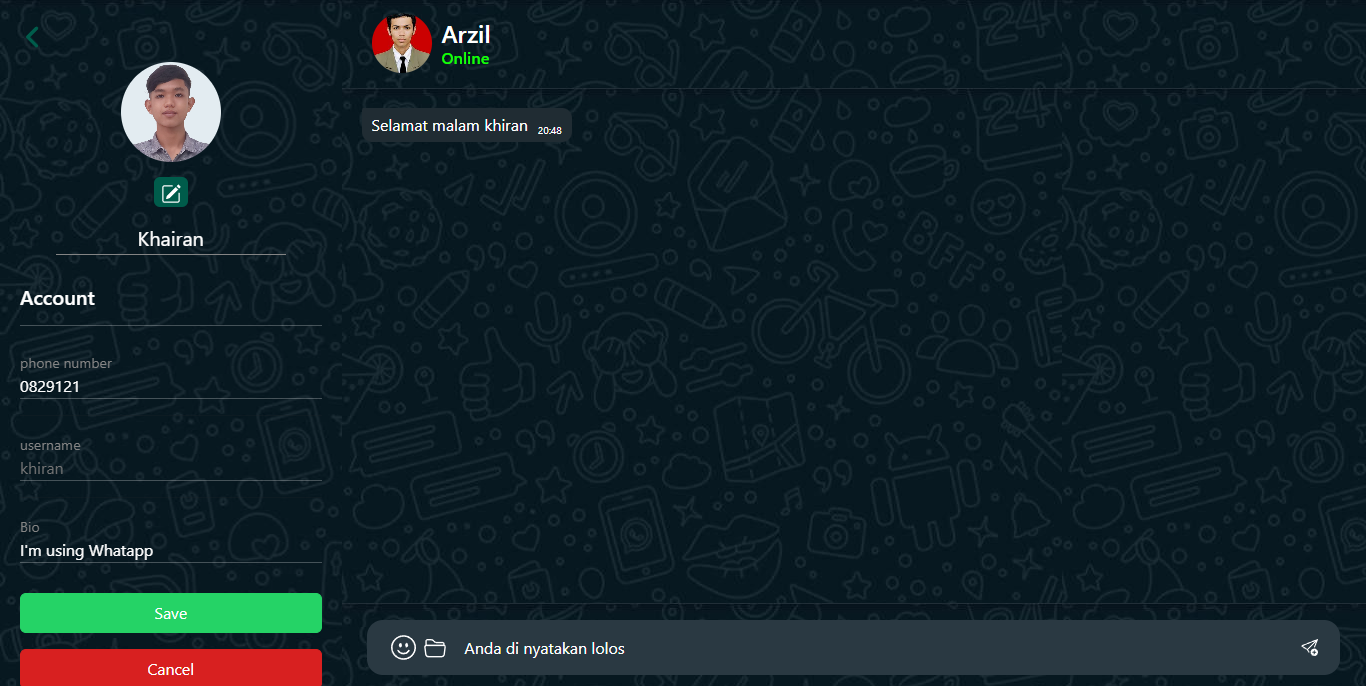 Khairan
Account
phone number
0829121
username
khiran
Bio
I'm using Whatapp
Save
Cancel
Arzil
Online
Selamat malam khiran 20:48
Anda di nyatakan lolos